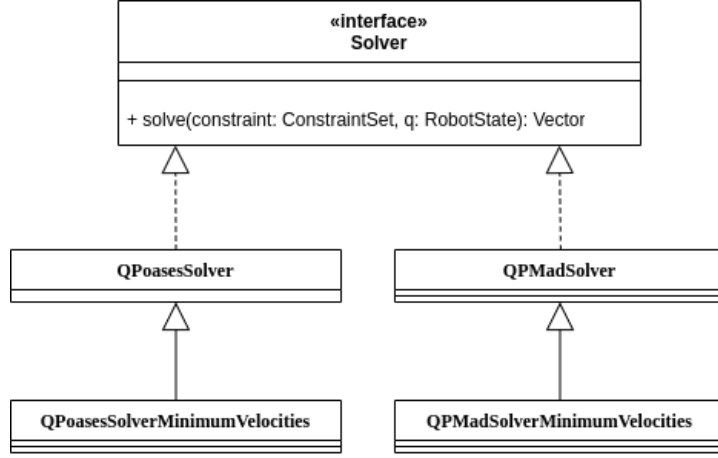 «interface»
Solver
+ solve(constraint: ConstraintSet, q: RobotState): Vector
QPoasesSolver
QPMadSolver
QPoasesSolverMinimumVelocities
QPMadSolverMinimumVelocities